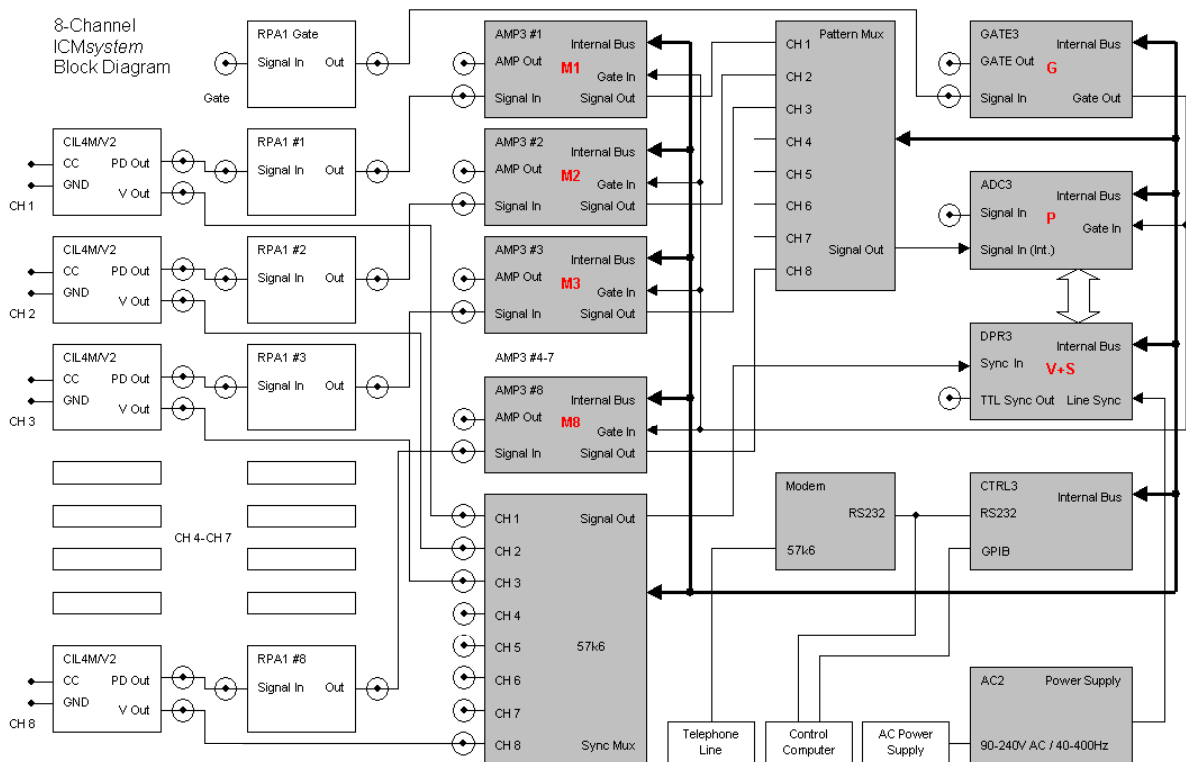 8-Channel
ICMsystem
Block Diagram
RPA1 Gate
Signal In Out
Gate
CIL4M/V2
CC PD Out
GND
V Out
CH 1
RPA1 #1
Signal In Out
CIL4M/V2
CC PD Out
GND
V Out
CH 2
RPA1 #2
Signal In Out
CIL4M/V2
CC PD Out
GND
V Out
CH 3
RPA1 #3
Signal In Out
CH 4-CH 7
CIL4M/V2
CC PD Out
GND
V Out
CH 8
RPA1 #8
Signal In Out
AMP3 #1
Internal Bus
AMP Out M1
Gate In
Signal In Signal Out
AMP3 #2
Internal Bus
AMP Out M2
Gate In
Signal In Signal Out
AMP3 #3
Internal Bus
AMP Out M3
Gate In
Signal In Signal Out
AMP3 #4-7
AMP3 #8
Internal Bus
AMP Out M8
Gate In
Signal In Signal Out
CH 1 Signal Out
CH 2
CH 3
CH 4
CH 5 57k6
CH 6
CH 7
CH 8 Sync Mux
Pattern Mux
CH 1
CH 2
CH 3
CH 4
CH 5
CH 6
CH 7
Signal Out
CH 8
GATE3
Internal Bus
GATE Out G
Signal In Gate Out
ADC3
Internal Bus
Signal In P
Gate In
Signal In (Int.)
DPR3
Internal Bus
Sync In V+S
TTL Sync Out Line Sync
Modem
RS232
57k6
CTRL3
Internal Bus
RS232
GPIB
AC2 Power Supply
90-240V AC / 40-400Hz
Telephone
Line
Control
Computer
AC Power
Supply